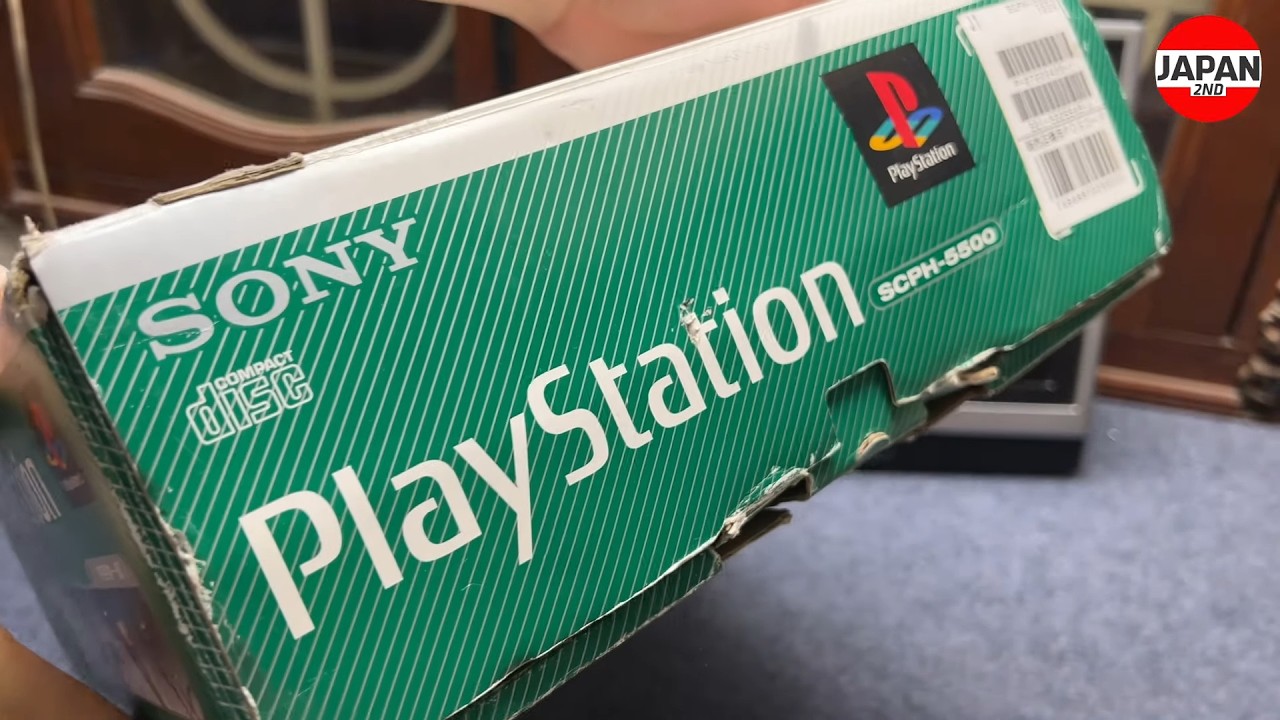 SONY
COMPACT
disc
PlayStation
SCPH-5500
PlayStation
JAPAN
2ND